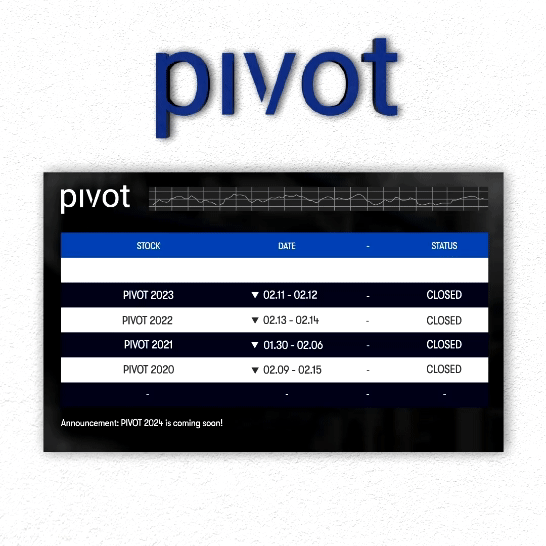 pivot
pivot
STOCK DATE - STATUS
PIVOT 2023 ▼ 02.11 - 02.12 - CLOSED
PIVOT 2022 ▼ 02.13 - 02.14 - CLOSED
PIVOT 2021 ▼ 01.30 - 02.06 - CLOSED
PIVOT 2020 ▼ 02.09 - 02.15 - CLOSED
- - - -
Announcement: PIVOT 2024 is coming soon!